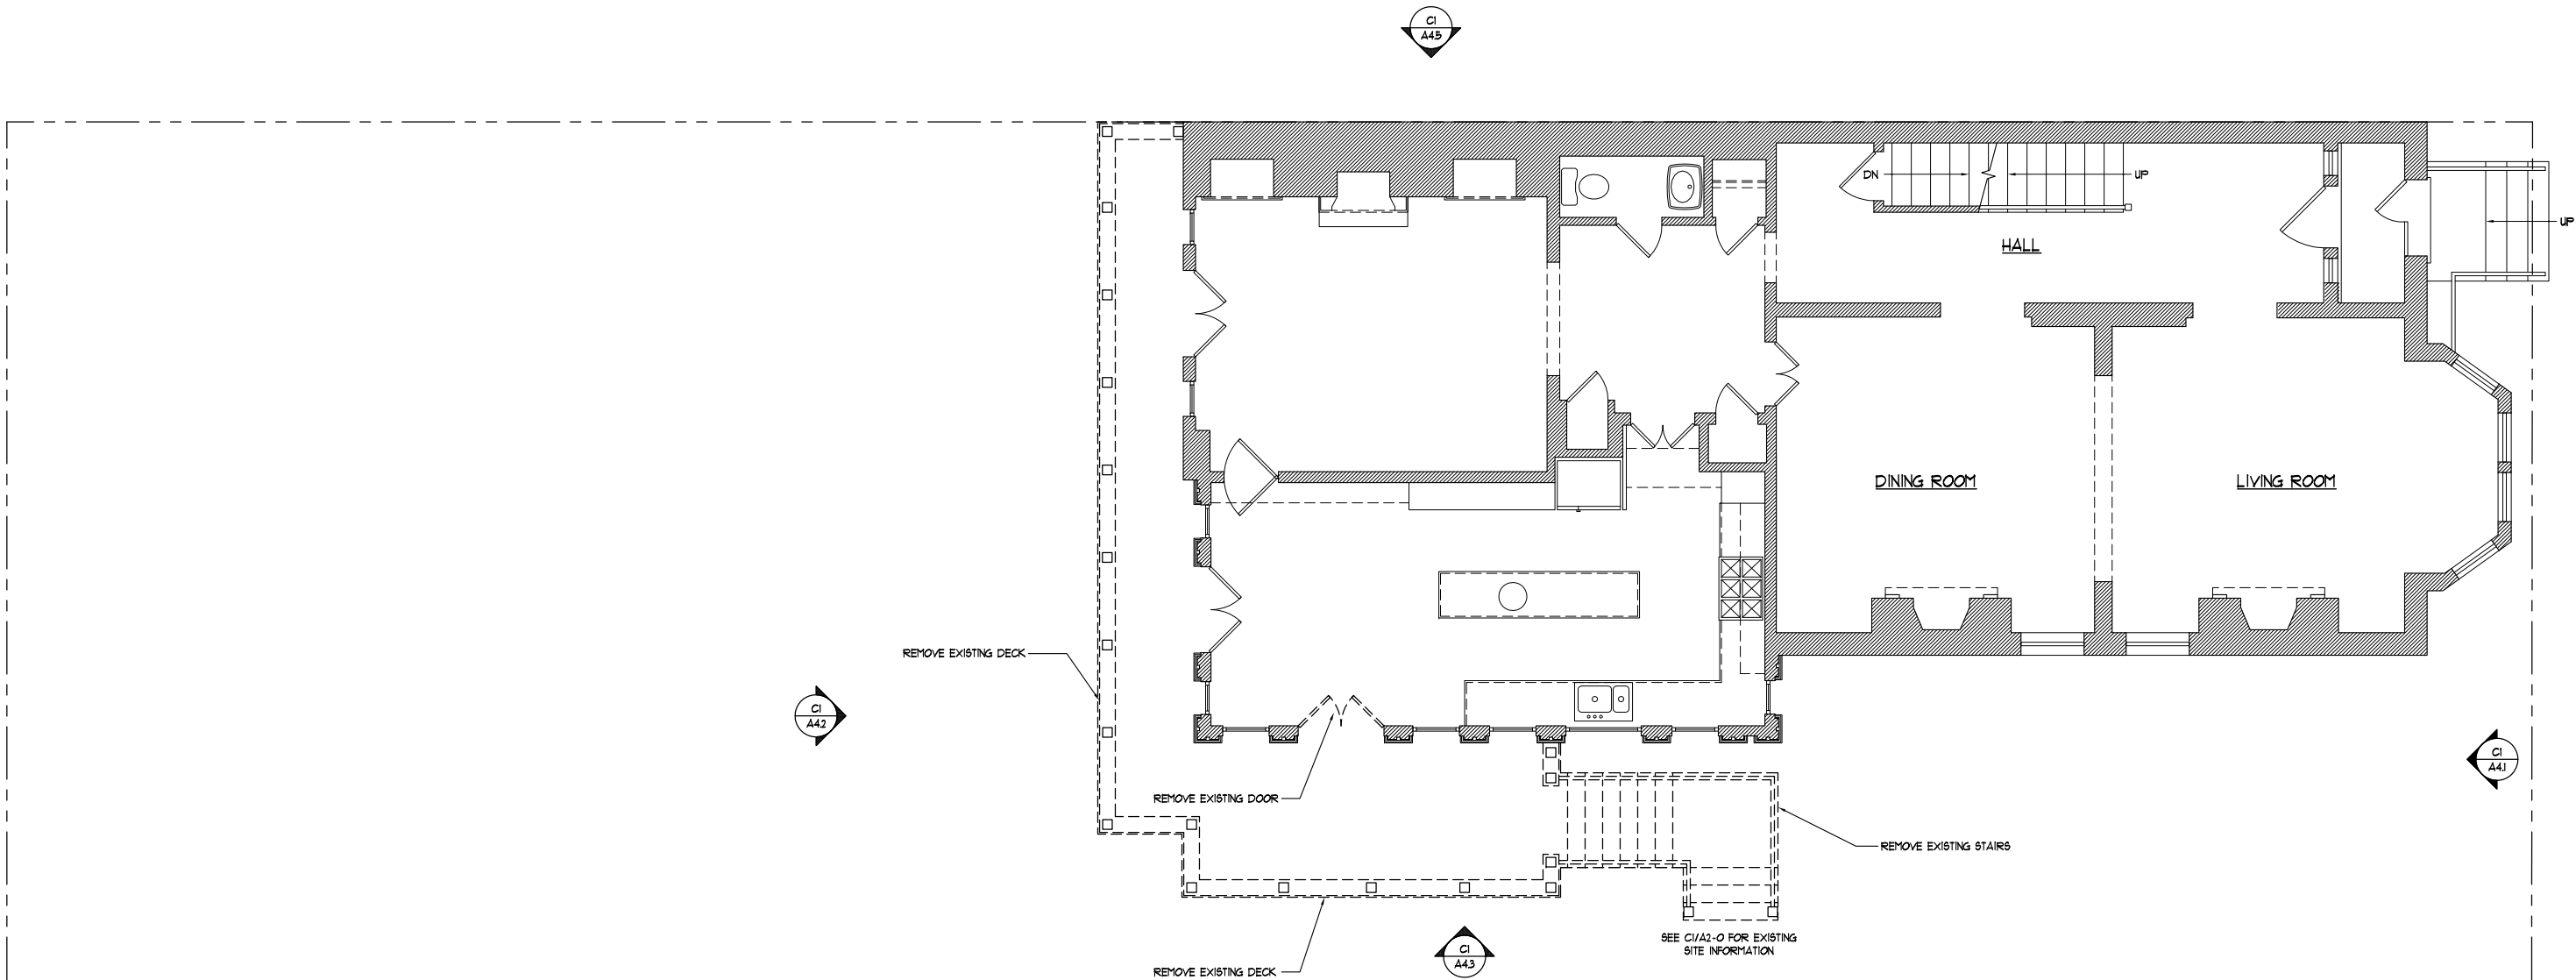 C1
A4.5
DN
UP
UP
HALL
DINING ROOM
LIVING ROOM
REMOVE EXISTING DECK
C1
A4.2
C1
A4.1
REMOVE EXISTING DOOR
REMOVE EXISTING STAIRS
SEE C1/A2-0 FOR EXISTING
SITE INFORMATION
C1
A4.3
REMOVE EXISTING DECK